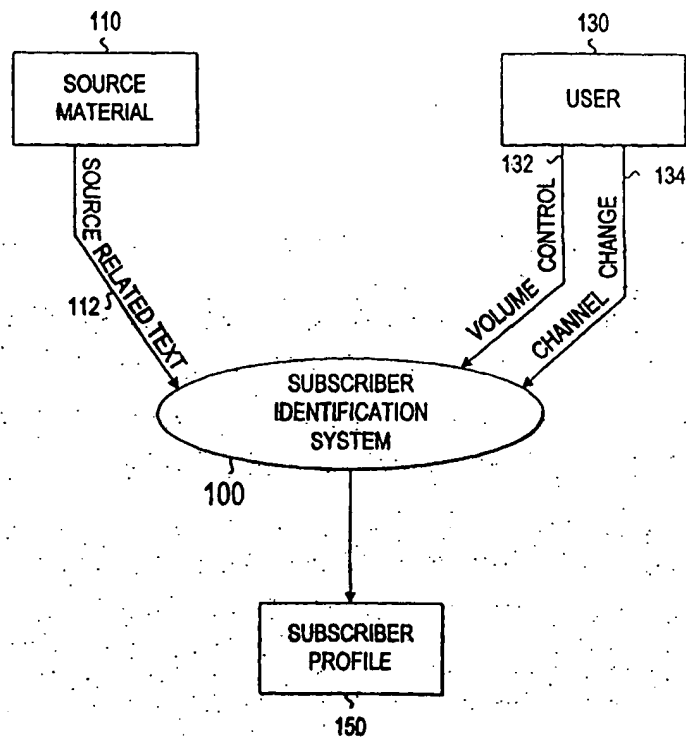 110
SOURCE
MATERIAL
130
USER
SOURCE RELATED TEXT
112
132
134
VOLUME CONTROL
CHANNEL CHANGE
SUBSCRIBER
IDENTIFICATION
SYSTEM
100
SUBSCRIBER
PROFILE
150